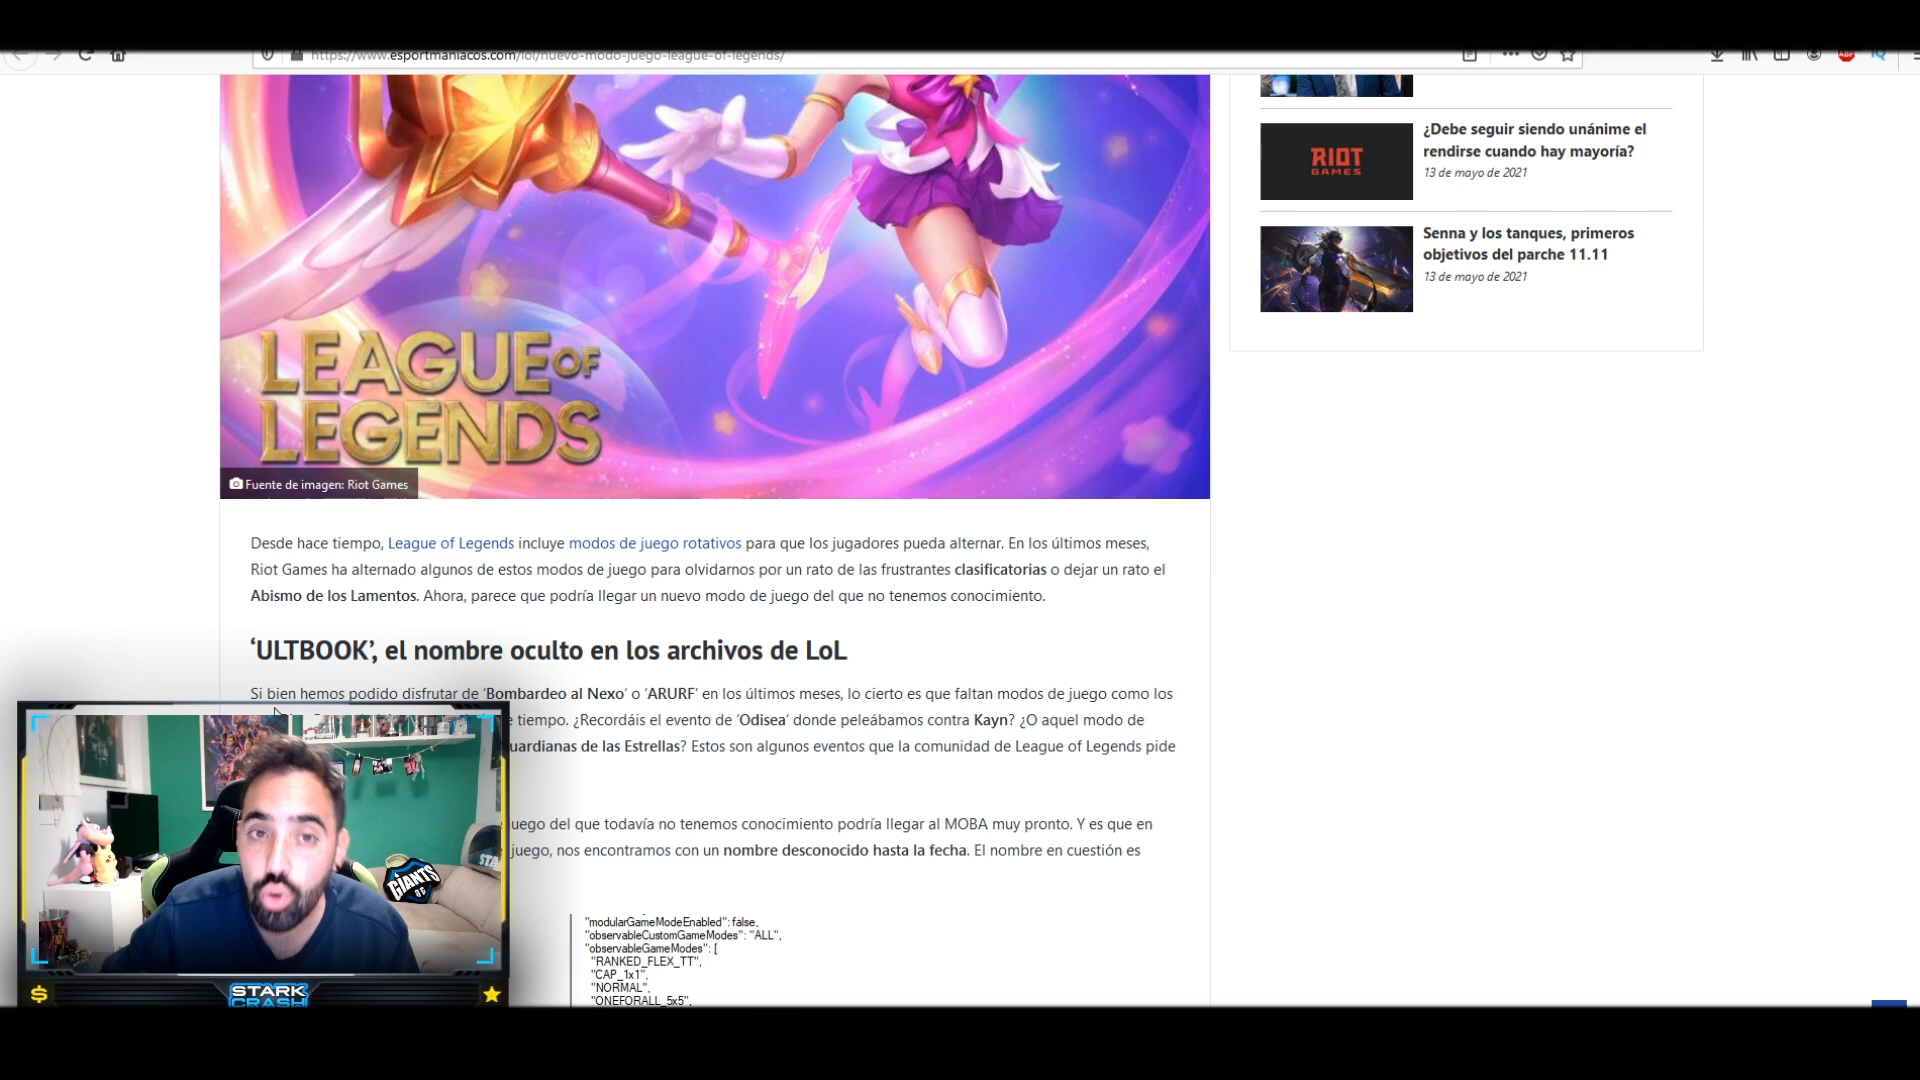 https://www.esportmaniacos.com/lol/nuevo-modo-juego-league-of-legends/
ABP
LEAGUE OF
LEGENDS
Fuente de imagen: Riot Games
RIOT
GAMES
¿Debe seguir siendo unánime el
rendirse cuando hay mayoría?
13 de mayo de 2021
Senna y los tanques, primeros
objetivos del parche 11.11
13 de mayo de 2021
Desde hace tiempo, League of Legends incluye modos de juego rotativos para que los jugadores pueda alternar. En los últimos meses,
Riot Games ha alternado algunos de estos modos de juego para olvidarnos por un rato de las frustrantes clasificatorias o dejar un rato el
Abismo de los Lamentos. Ahora, parece que podría llegar un nuevo modo de juego del que no tenemos conocimiento.
‘ULTBOOK’, el nombre oculto en los archivos de LoL
Si bien hemos podido disfrutar de ‘Bombardeo al Nexo’ o ‘ARURF’ en los últimos meses, lo cierto es que faltan modos de juego como los
e tiempo. ¿Recordáis el evento de ‘Odisea’ donde peleábamos contra Kayn? ¿O aquel modo de
uardianas de las Estrellas? Estos son algunos eventos que la comunidad de League of Legends pide
uego del que todavía no tenemos conocimiento podría llegar al MOBA muy pronto. Y es que en
juego, nos encontramos con un nombre desconocido hasta la fecha. El nombre en cuestión es
"modularGameModeEnabled": false,
"observableCustomGameModes": "ALL",
"observableGameModes": [
"RANKED_FLEX_TT",
"CAP_1x1",
"NORMAL",
"ONEFORALL_5x5",
GIANTS
STA
$
STARK
CRASH